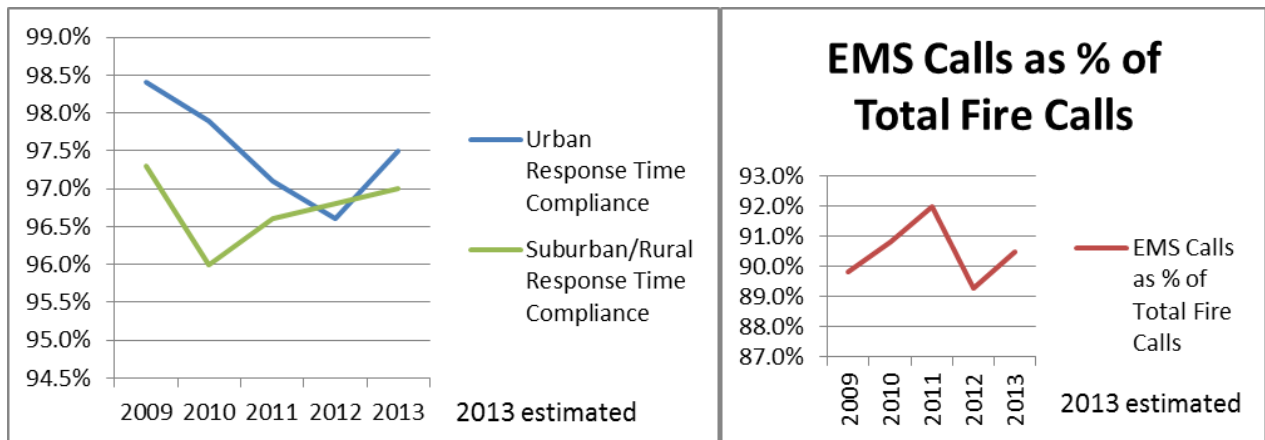 99.0%
98.5%
98.0%
97.5%
97.0%
96.5%
96.0%
95.5%
95.0%
94.5%
2009 2010 2011 2012 2013
Urban
Response Time
Compliance
Suburban/Rural
Response Time
Compliance
2013 estimated
EMS Calls as % of
Total Fire Calls
93.0%
92.0%
91.0%
90.0%
89.0%
88.0%
87.0%
2009
2010
2011
2012
2013
EMS Calls
as % of
Total Fire
Calls
2013 estimated